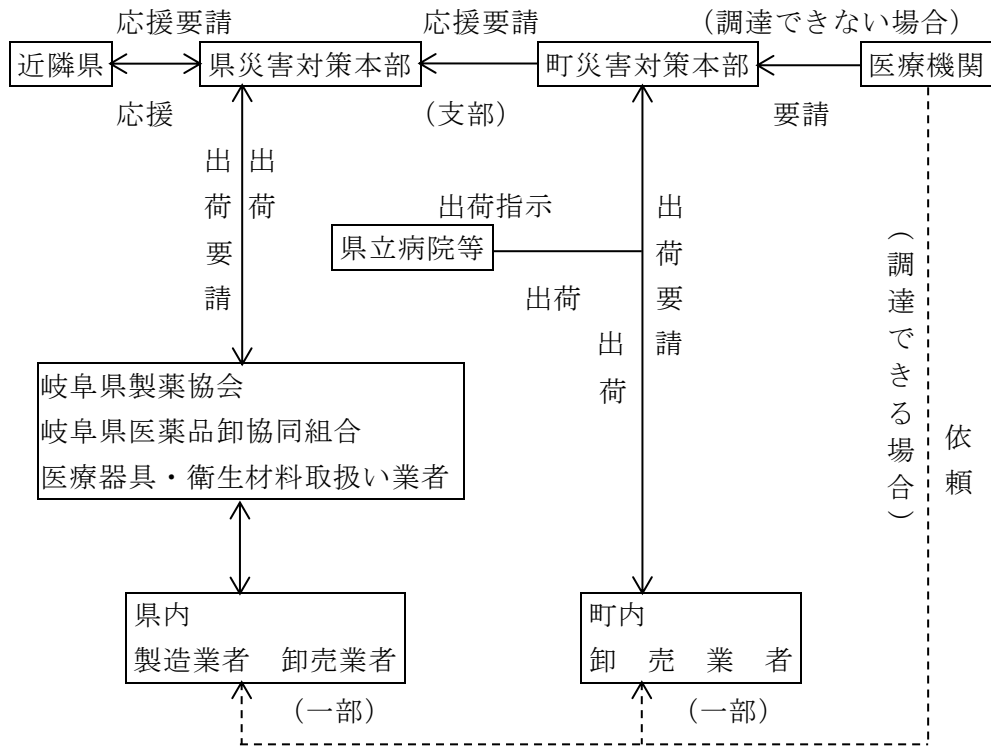 応援要請
応援要請
（調達できない場合）
近隣県
県災害対策本部
町災害対策本部
医療機関
応援
（支部）
要請
出荷要請
出荷
出荷指示
県立病院等
出荷
出荷要請
出荷
（調達できる場合）
依頼
岐阜県製薬協会
岐阜県医薬品卸協同組合
医療器具・衛生材料取扱い業者
県内
製造業者　卸売業者
町内
卸　売　業　者
（一部）
（一部）